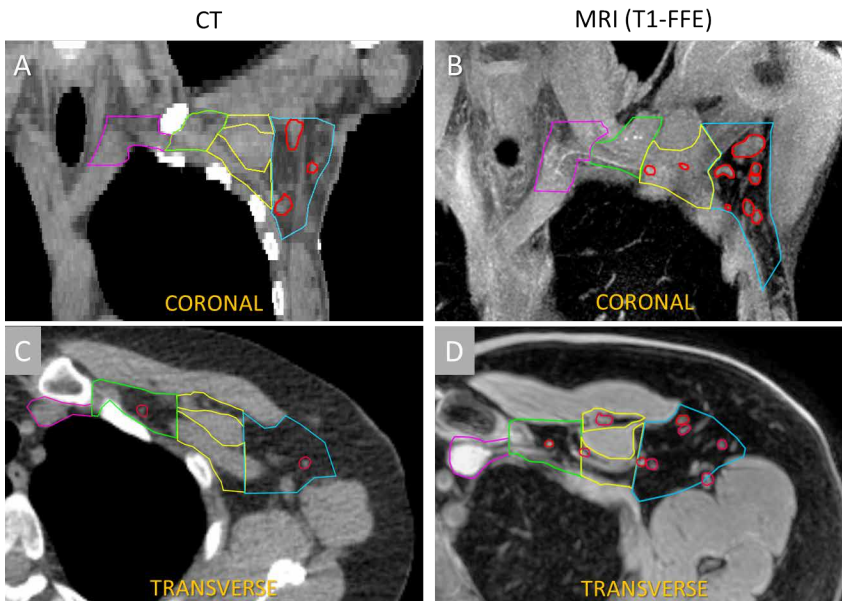 CT
MRI (T1-FFE)
A
B
CORONAL
CORONAL
C
D
TRANSVERSE
TRANSVERSE